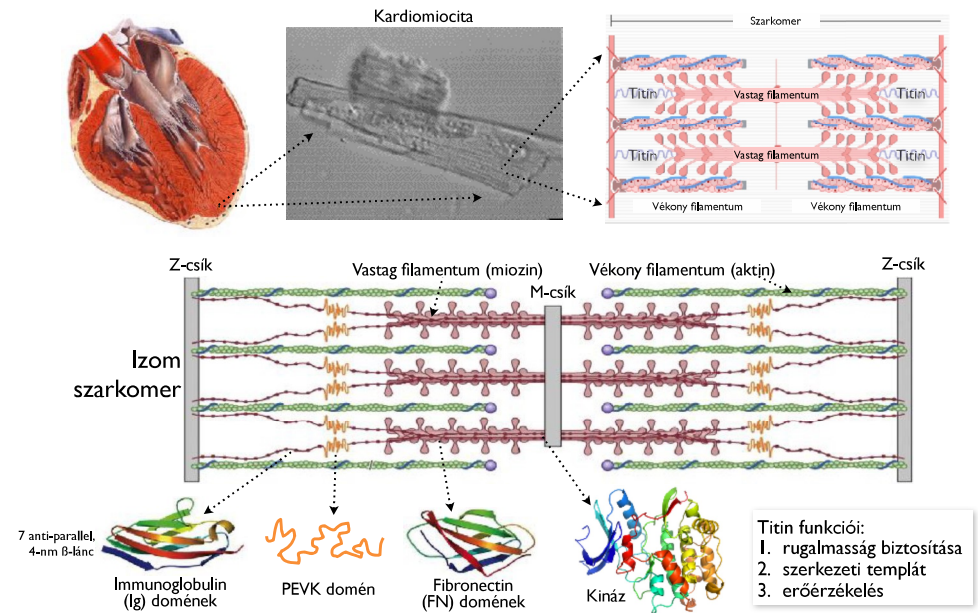 Kardiomiocita
Szarkomer
Titin
Vastag filamentum
Titin
Titin
Vastag filamentum
Titin
Vékony filamentum
Vékony filamentum
Z-csík
Vastag filamentum (miozin)
Vékony filamentum (aktin)
Z-csík
M-csík
Izom
szarkomer
7 anti-parallel,
4-nm ß-lánc
Immunoglobulin
(Ig) domének
PEVK domén
Fibronectin
(FN) domének
Kináz
Titin funkciói:
1. rugalmasság biztosítása
2. szerkezeti templát
3. erőérzékelés